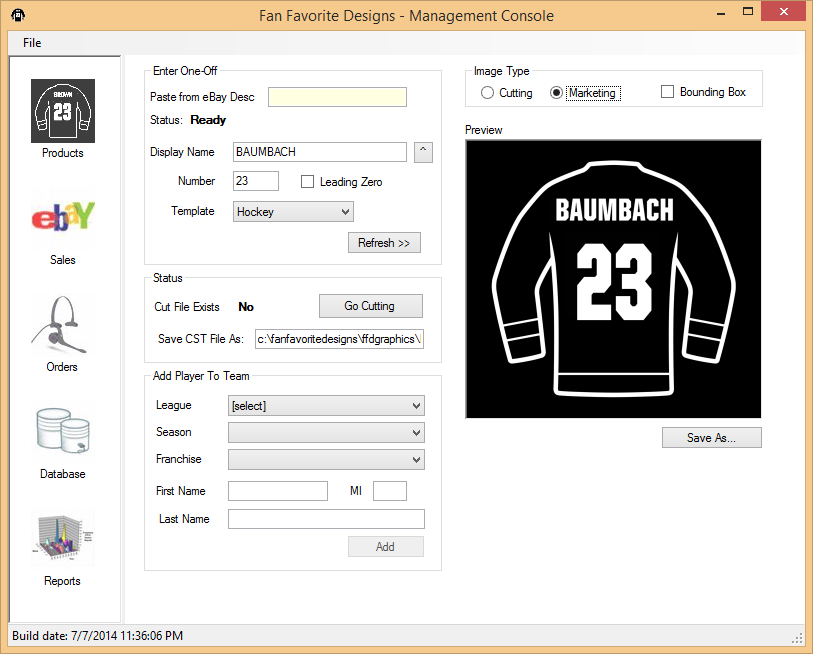 Fan Favorite Designs - Management Console
File
BROWN
23
Products
ebaY
Sales
Orders
Database
Reports
Enter One-Off
Paste from eBay Desc
Status: Ready
Display Name BAUMBACH ^
Number 23 Leading Zero
Template Hockey
Refresh >>
Status
Cut File Exists No Go Cutting
Save CST File As: c:\fanfavoritedesigns\ffdgraphics\
Add Player To Team
League [select]
Season
Franchise
First Name MI
Last Name
Add
Image Type
Cutting Marketing Bounding Box
Preview
BAUMBACH
23
Save As...
Build date: 7/7/2014 11:36:06 PM